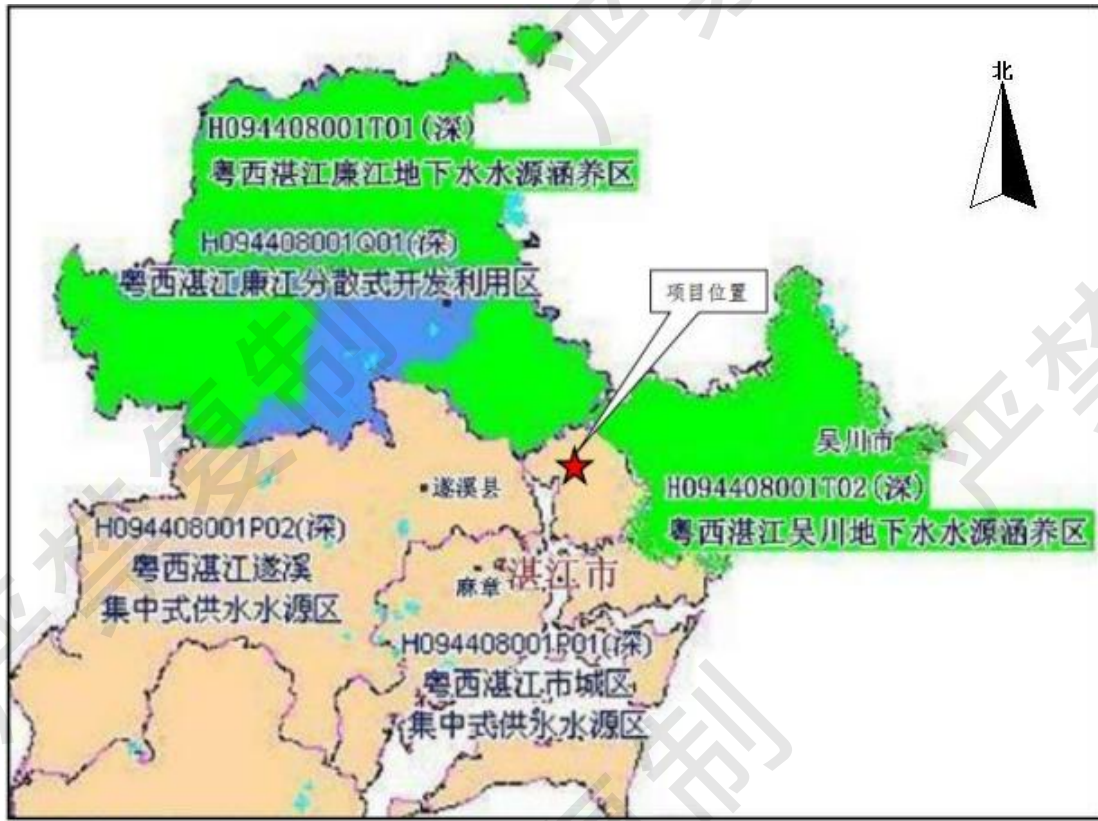 北
H094408001T01(深)
粤西湛江廉江地下水水源涵养区
H094408001Q01(深)
粤西湛江廉江分散式开发利用区
项目位置
吴川市
遂溪县
H094408001T02(深)
粤西湛江吴川地下水水源涵养区
H094408001P02(深)
粤西湛江遂溪
集中式供水水源区
麻章
湛江市
H094408001P01(深)
粤西湛江市城区
集中式供水水源区
严禁复制